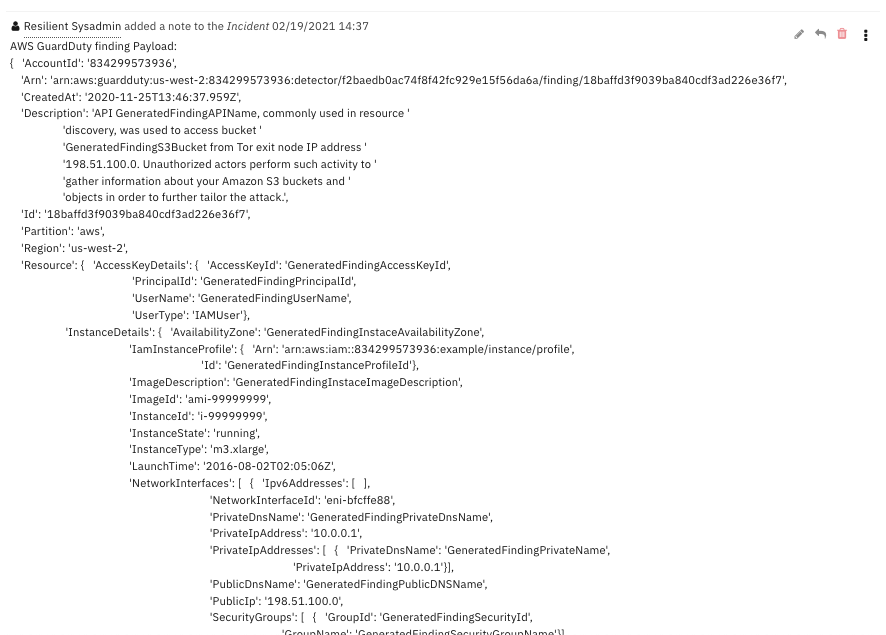 Resilient Sysadmin added a note to the Incident 02/19/2021 14:37
AWS GuardDuty finding Payload:
{ 'AccountId': '834299573936',
'Arn': 'arn:aws:guardduty:us-west-2:834299573936:detector/f2baedb0ac74f8f42fc929e15f56da6a/finding/18baffd3f9039ba840cdf3ad226e36f7',
'CreatedAt': '2020-11-25T13:46:37.959Z',
'Description': 'API GeneratedFindingAPIName, commonly used in resource '
'discovery, was used to access bucket '
'GeneratedFindingS3Bucket from Tor exit node IP address '
'198.51.100.0. Unauthorized actors perform such activity to '
'gather information about your Amazon S3 buckets and '
'objects in order to further tailor the attack.',
'Id': '18baffd3f9039ba840cdf3ad226e36f7',
'Partition': 'aws',
'Region': 'us-west-2',
'Resource': { 'AccessKeyDetails': { 'AccessKeyId': 'GeneratedFindingAccessKeyId',
'PrincipalId': 'GeneratedFindingPrincipalId',
'UserName': 'GeneratedFindingUserName',
'UserType': 'IAMUser'},
'InstanceDetails': { 'AvailabilityZone': 'GeneratedFindingInstaceAvailabilityZone',
'IamInstanceProfile': { 'Arn': 'arn:aws:iam::834299573936:example/instance/profile',
'Id': 'GeneratedFindingInstanceProfileId'},
'ImageDescription': 'GeneratedFindingInstaceImageDescription',
'ImageId': 'ami-99999999',
'InstanceId': 'i-99999999',
'InstanceState': 'running',
'InstanceType': 'm3.xlarge',
'LaunchTime': '2016-08-02T02:05:06Z',
'NetworkInterfaces': [ { 'Ipv6Addresses': [ ],
'NetworkInterfaceId': 'eni-bfcffe88',
'PrivateDnsName': 'GeneratedFindingPrivateDnsName',
'PrivateIpAddress': '10.0.0.1',
'PrivateIpAddresses': [ { 'PrivateDnsName': 'GeneratedFindingPrivateName',
'PrivateIpAddress': '10.0.0.1'}],
'PublicDnsName': 'GeneratedFindingPublicDNSName',
'PublicIp': '198.51.100.0',
'SecurityGroups': [ { 'GroupId': 'GeneratedFindingSecurityId',
'GroupName': 'GeneratedFindingSecurityGroupName'}]